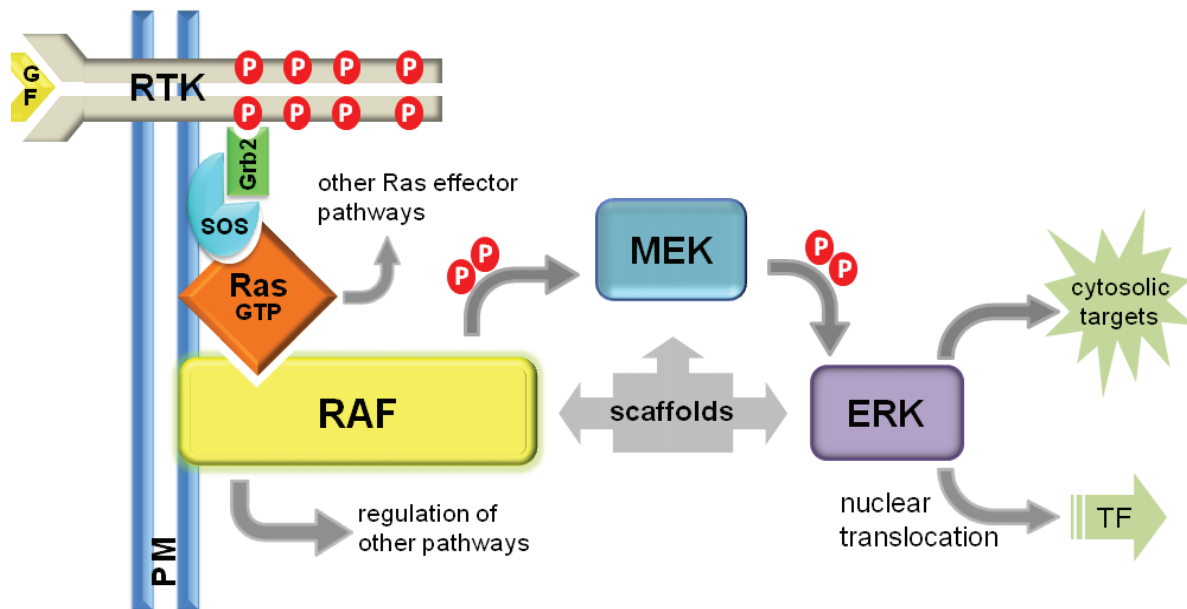 G
F
RTK
P P P P
P P P P
Grb2
SOS
Ras
GTP
other Ras effector
pathways
P P
MEK
P P
cytosolic
targets
RAF
scaffolds
ERK
regulation of
other pathways
nuclear
translocation
TF
PM